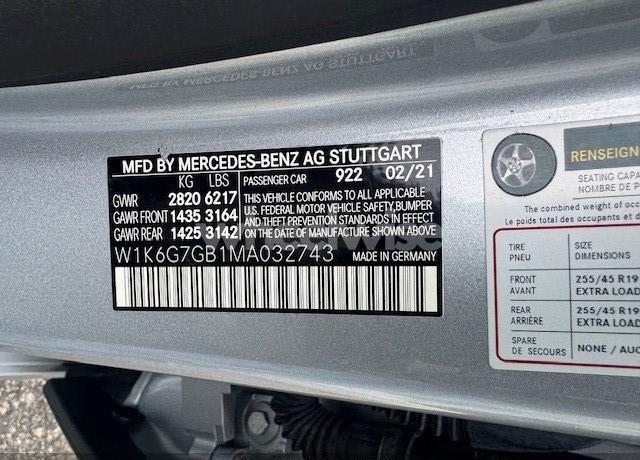 MFD BY MERCEDES-BENZ AG STUTTGART
KG LBS PASSENGER CAR 922 02/21
GVWR 2820 6217
GAWR FRONT 1435 3164
GAWR REAR 1425 3142
THIS VEHICLE CONFORMS TO ALL APPLICABLE
U.S. FEDERAL MOTOR VEHICLE SAFETY, BUMPER
AND THEFT PREVENTION STANDARDS IN EFFECT
ON THE DATE OF MANUFACTURE SHOWN ABOVE.
W1K6G7GB1MA032743 MADE IN GERMANY
RENSEIGN
SEATING CAPA
NOMBRE DE P
The combined weight of occ
Le poids total des occupants et d
TIRE SIZE
PNEU DIMENSIONS
FRONT 255/45 R19
AVANT EXTRA LOAD
REAR 255/45 R19
ARRIÈRE EXTRA LOAD
SPARE
DE SECOURS NONE / AUC